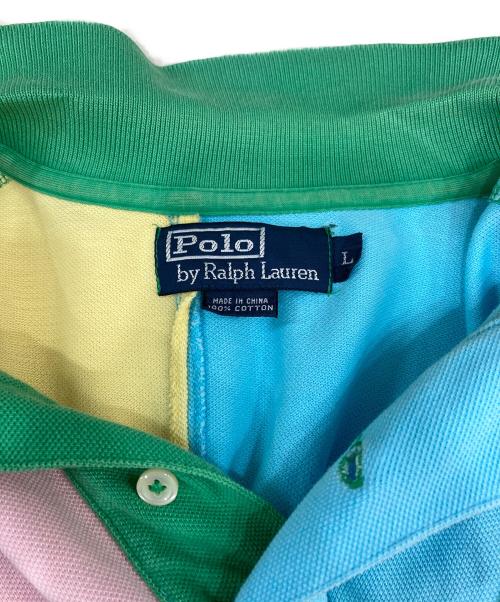 Polo
by Ralph Lauren
L
MADE IN CHINA
100% COTTON